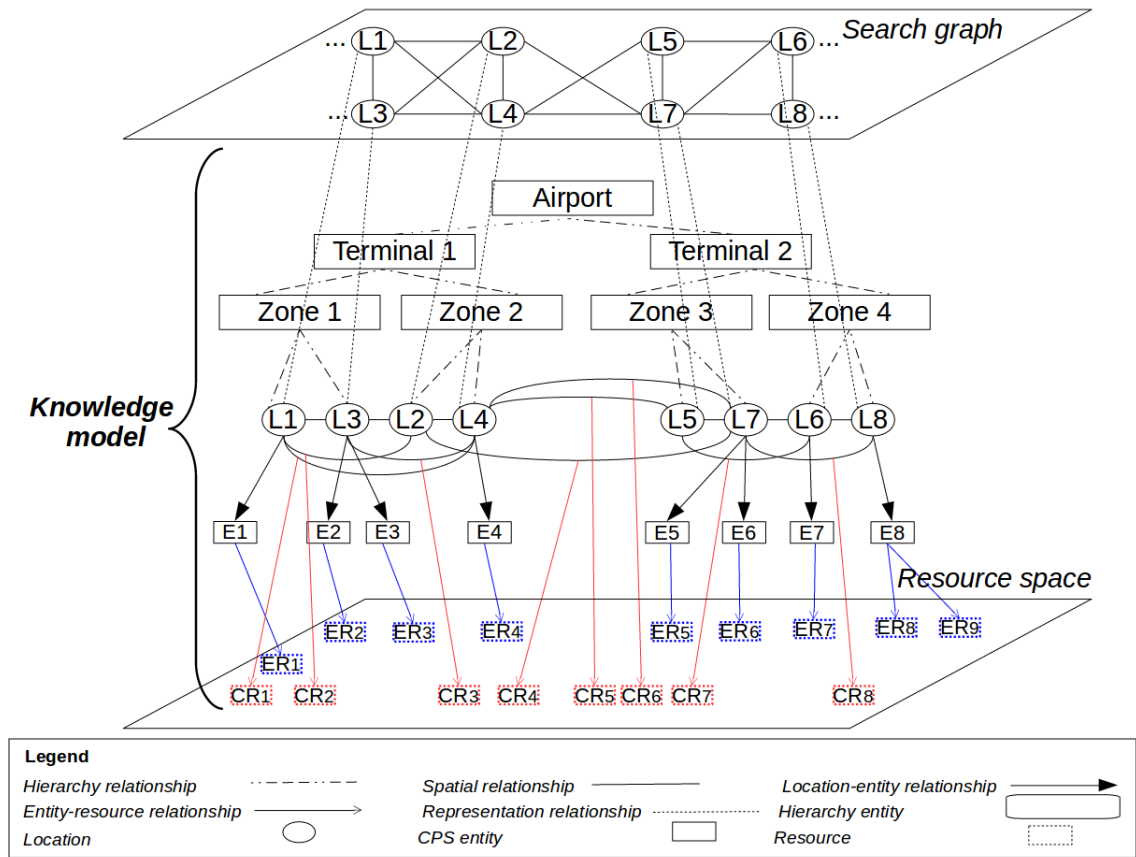 ... L1 L2 L5 L6 ... Search graph
... L3 L4 L7 L8 ...
Airport
Terminal 1 Terminal 2
Zone 1 Zone 2 Zone 3 Zone 4
Knowledge
model
L1 L3 L2 L4 L5 L7 L6 L8
E1 E2 E3 E4 E5 E6 E7 E8
Resource space
ER1 ER2 ER3 ER4 ER5 ER6 ER7 ER8 ER9
CR1 CR2 CR3 CR4 CR5 CR6 CR7 CR8
Legend
Hierarchy relationship Spatial relationship Location-entity relationship
Entity-resource relationship Representation relationship Hierarchy entity
Location CPS entity Resource